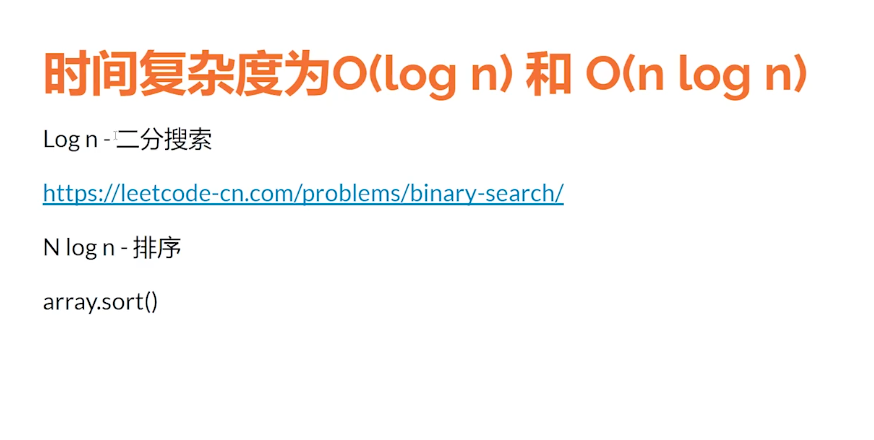 时间复杂度为O(log n) 和 O(n log n)
Log n - 二分搜索
https://leetcode-cn.com/problems/binary-search/
N log n - 排序
array.sort()